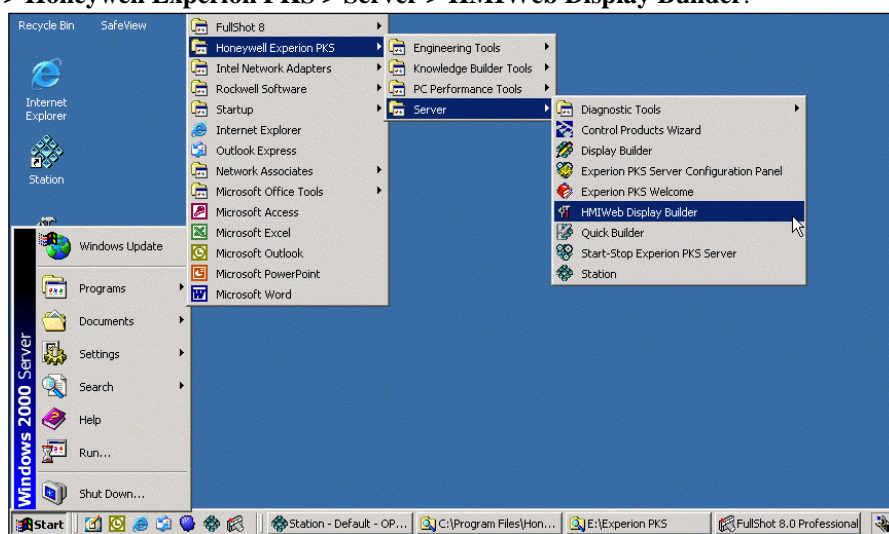 > Honeywell Experion PKS > Server > HMIWeb Display Builder.
Recycle Bin
SafeView
Internet
Explorer
Station
FullShot 8
Honeywell Experion PKS
Intel Network Adapters
Rockwell Software
Startup
Internet Explorer
Outlook Express
Network Associates
Microsoft Office Tools
Microsoft Access
Microsoft Excel
Microsoft Outlook
Microsoft PowerPoint
Microsoft Word
Engineering Tools
Knowledge Builder Tools
PC Performance Tools
Server
Diagnostic Tools
Control Products Wizard
Display Builder
Experion PKS Server Configuration Panel
Experion PKS Welcome
HMIWeb Display Builder
Quick Builder
Start-Stop Experion PKS Server
Station
Windows Update
Programs
Documents
Settings
Search
Help
Run...
Shut Down...
Windows 2000 Server
Start
Station - Default - OP...
C:\Program Files\Hon...
E:\Experion PKS
FullShot 8.0 Professional